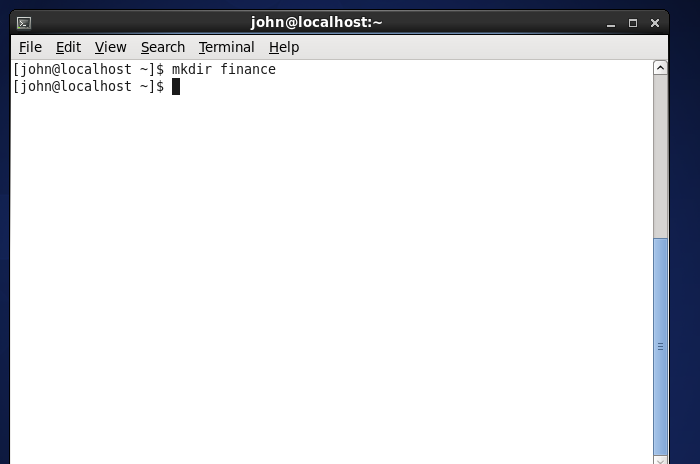 john@localhost:~
File Edit View Search Terminal Help
[john@localhost ~]$ mkdir finance
[john@localhost ~]$